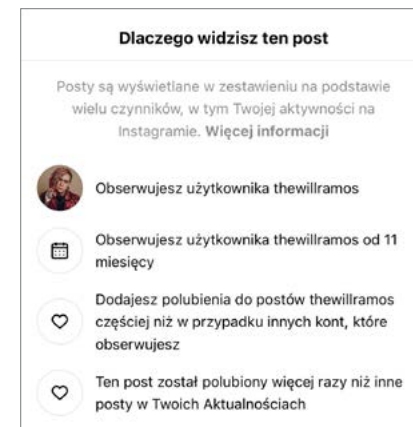 Dlaczego widzisz ten post
Posty są wyświetlane w zestawieniu na podstawie
wielu czynników, w tym Twojej aktywności na
Instagramie. Więcej informacji
Obserwujesz użytkownika thewillramos
Obserwujesz użytkownika thewillramos od 11
miesięcy
Dodajesz polubienia do postów thewillramos
częściej niż w przypadku innych kont, które
obserwujesz
Ten post został polubiony więcej razy niż inne
posty w Twoich Aktualnościach